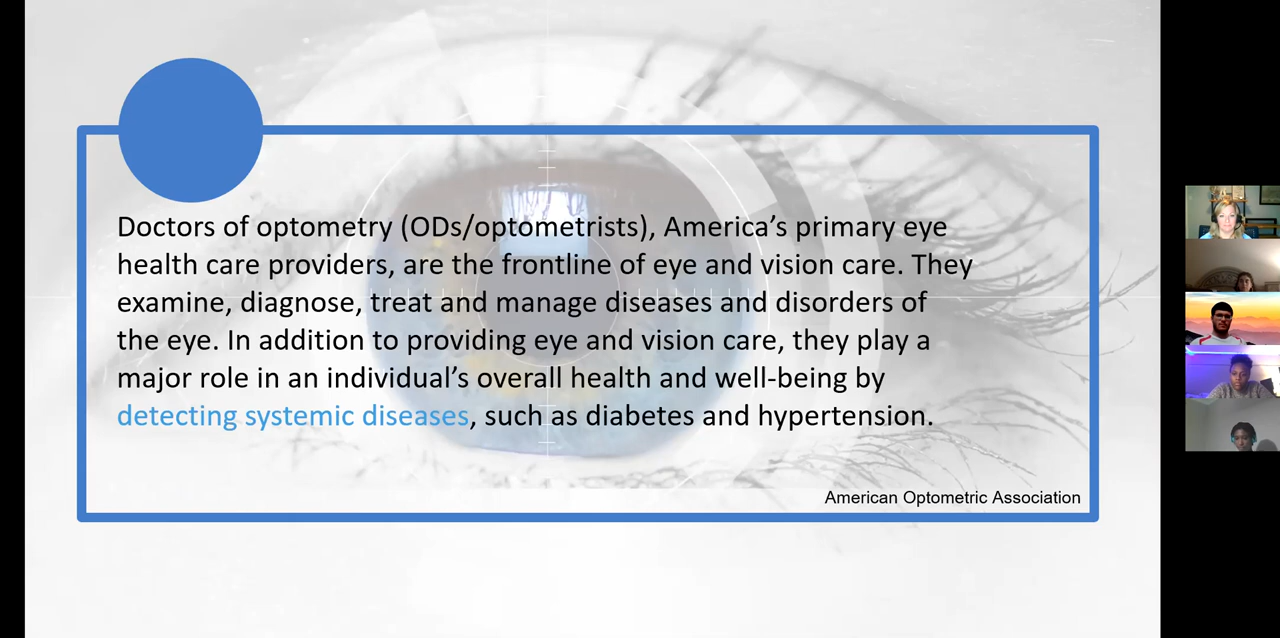 Doctors of optometry (ODs/optometrists), America’s primary eye
health care providers, are the frontline of eye and vision care. They
examine, diagnose, treat and manage diseases and disorders of
the eye. In addition to providing eye and vision care, they play a
major role in an individual’s overall health and well-being by
detecting systemic diseases, such as diabetes and hypertension.
American Optometric Association